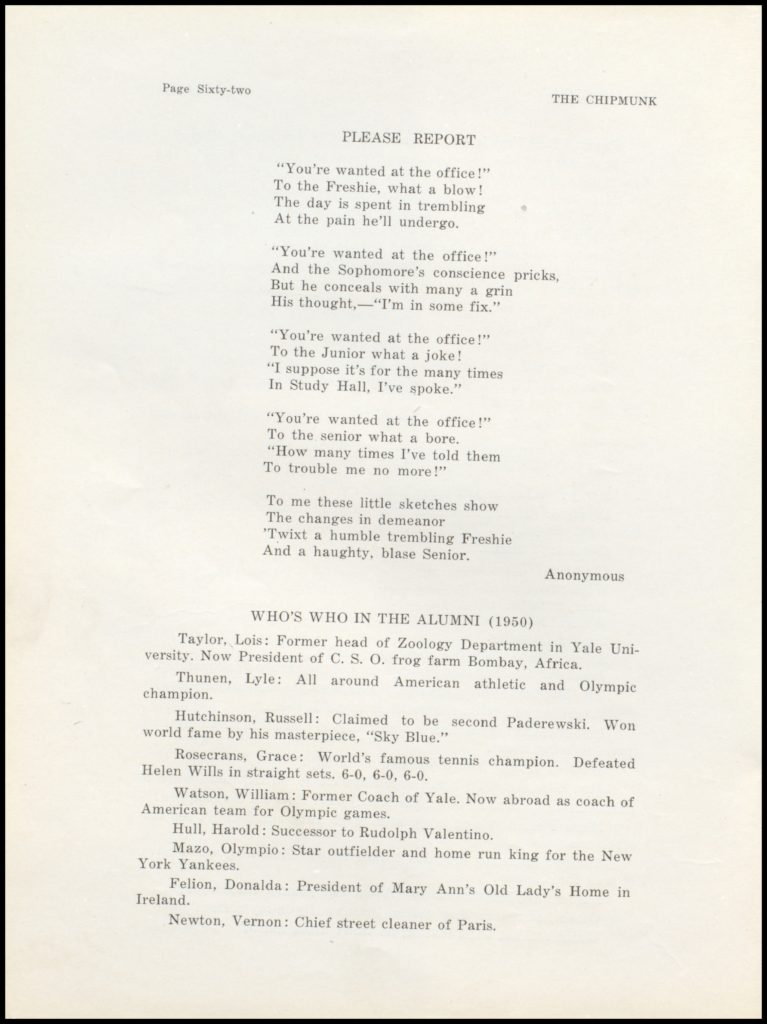 Page Sixty-two
THE CHIPMUNK
PLEASE REPORT
"You're wanted at the office!"
To the Freshie, what a blow!
The day is spent in trembling
At the pain he'll undergo.
"You're wanted at the office!"
And the Sophomore's conscience pricks,
But he conceals with many a grin
His thought,—"I'm in some fix."
"You're wanted at the office!"
To the Junior what a joke!
"I suppose it's for the many times
In Study Hall, I've spoke."
"You're wanted at the office!"
To the senior what a bore.
"How many times I've told them
To trouble me no more!"
To me these little sketches show
The changes in demeanor
'Twixt a humble trembling Freshie
And a haughty, blase Senior.
Anonymous
WHO'S WHO IN THE ALUMNI (1950)
Taylor, Lois: Former head of Zoology Department in Yale Uni-
versity. Now President of C. S. O. frog farm Bombay, Africa.
Thunen, Lyle: All around American athletic and Olympic
champion.
Hutchinson, Russell: Claimed to be second Paderewski. Won
world fame by his masterpiece, "Sky Blue."
Rosecrans, Grace: World's famous tennis champion. Defeated
Helen Wills in straight sets. 6-0, 6-0, 6-0.
Watson, William: Former Coach of Yale. Now abroad as coach of
American team for Olympic games.
Hull, Harold: Successor to Rudolph Valentino.
Mazo, Olympio: Star outfielder and home run king for the New
York Yankees.
Felion, Donalda: President of Mary Ann's Old Lady's Home in
Ireland.
Newton, Vernon: Chief street cleaner of Paris.